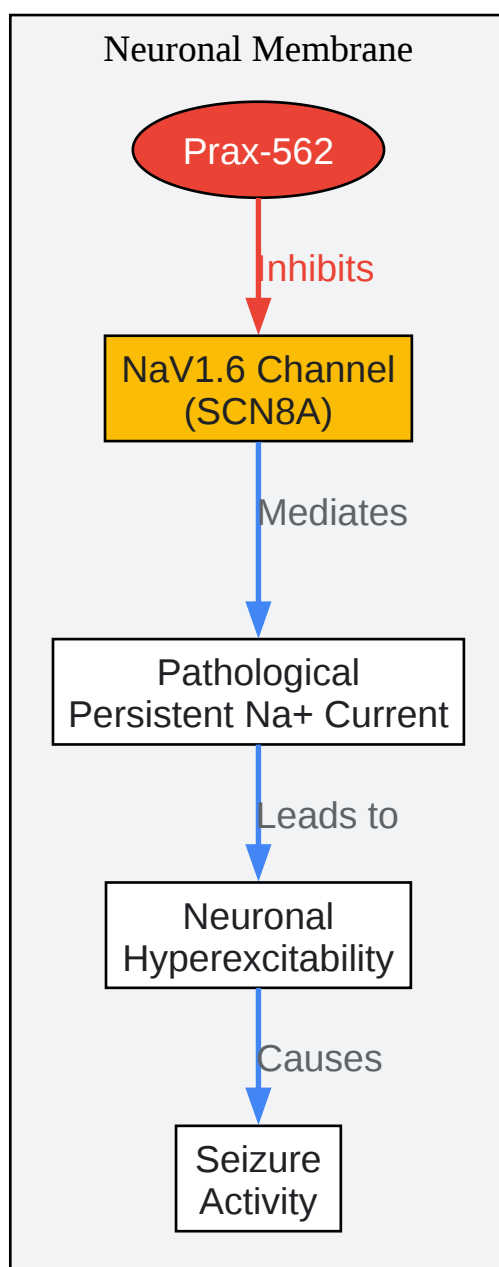 Neuronal Membrane
Prax-562
Inhibits
NaV1.6 Channel
(SCN8A)
Mediates
Pathological
Persistent Na+ Current
Leads to
Neuronal
Hyperexcitability
Causes
Seizure
Activity